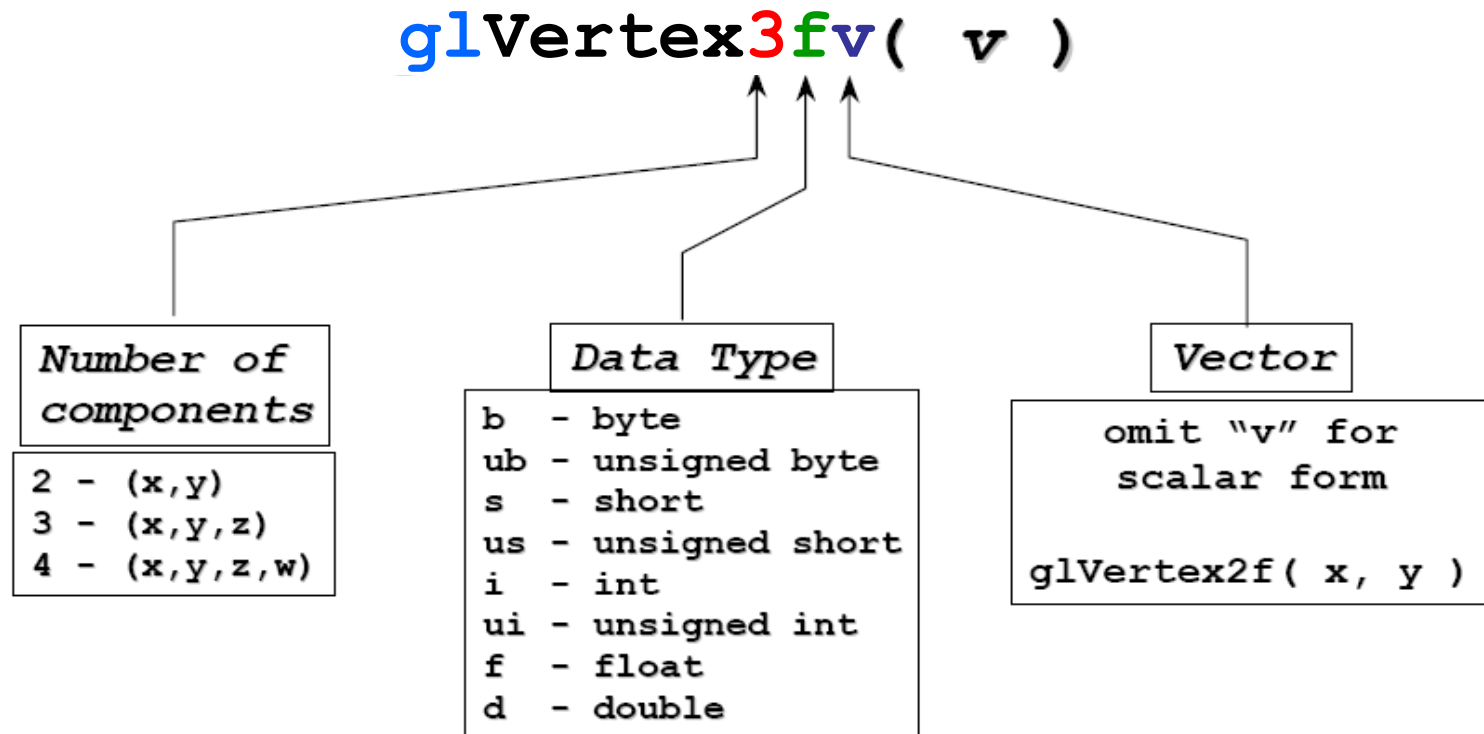 glVertex3fv( v )
Number of
components
2 - (x,y)
3 - (x,y,z)
4 - (x,y,z,w)
Data Type
b - byte
ub - unsigned byte
s - short
us - unsigned short
i - int
ui - unsigned int
f - float
d - double
Vector
omit “v” for
scalar form
glVertex2f( x, y )